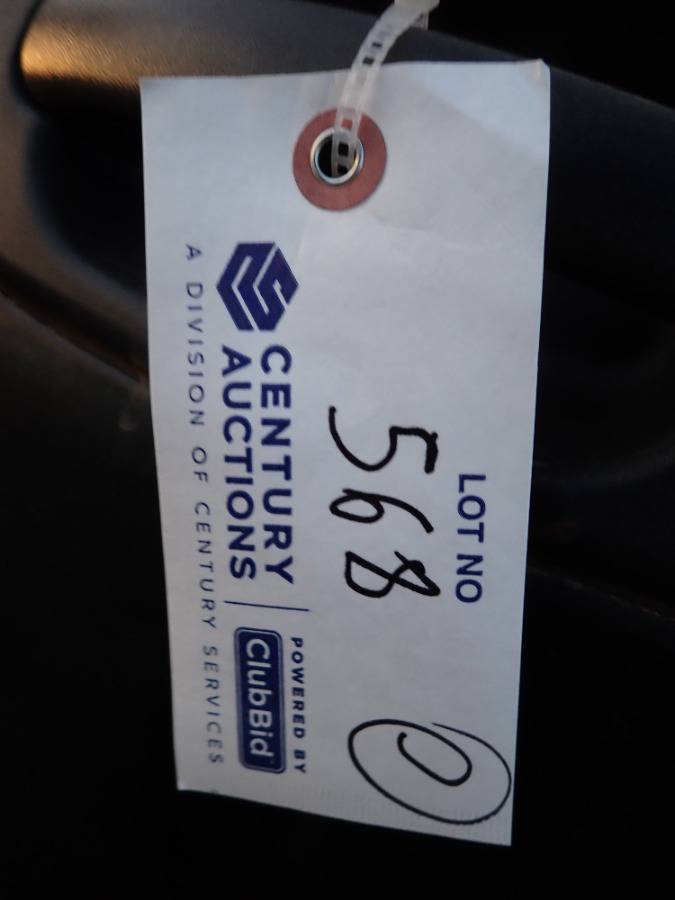 LOT NO
568
CENTURY
AUCTIONS
POWERED BY
ClubBid
A DIVISION OF CENTURY SERVICES